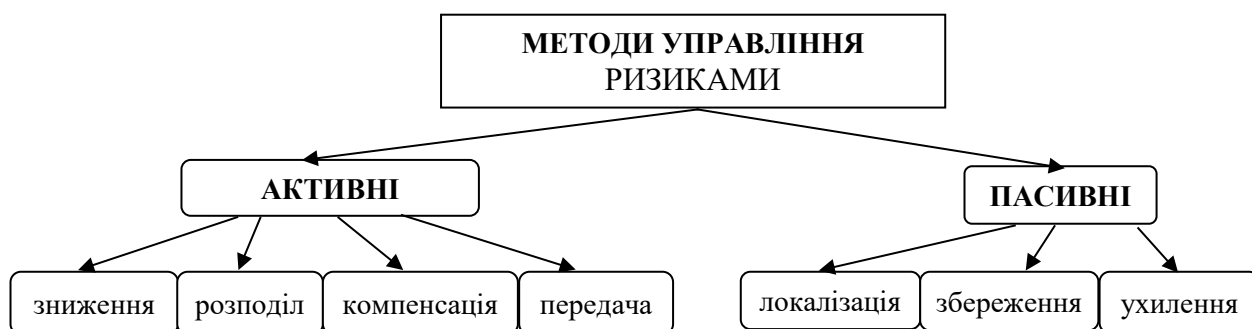 МЕТОДИ УПРАВЛІННЯ
РИЗИКАМИ
АКТИВНІ
ПАСИВНІ
зниження
розподіл
компенсація
передача
локалізація
збереження
ухилення